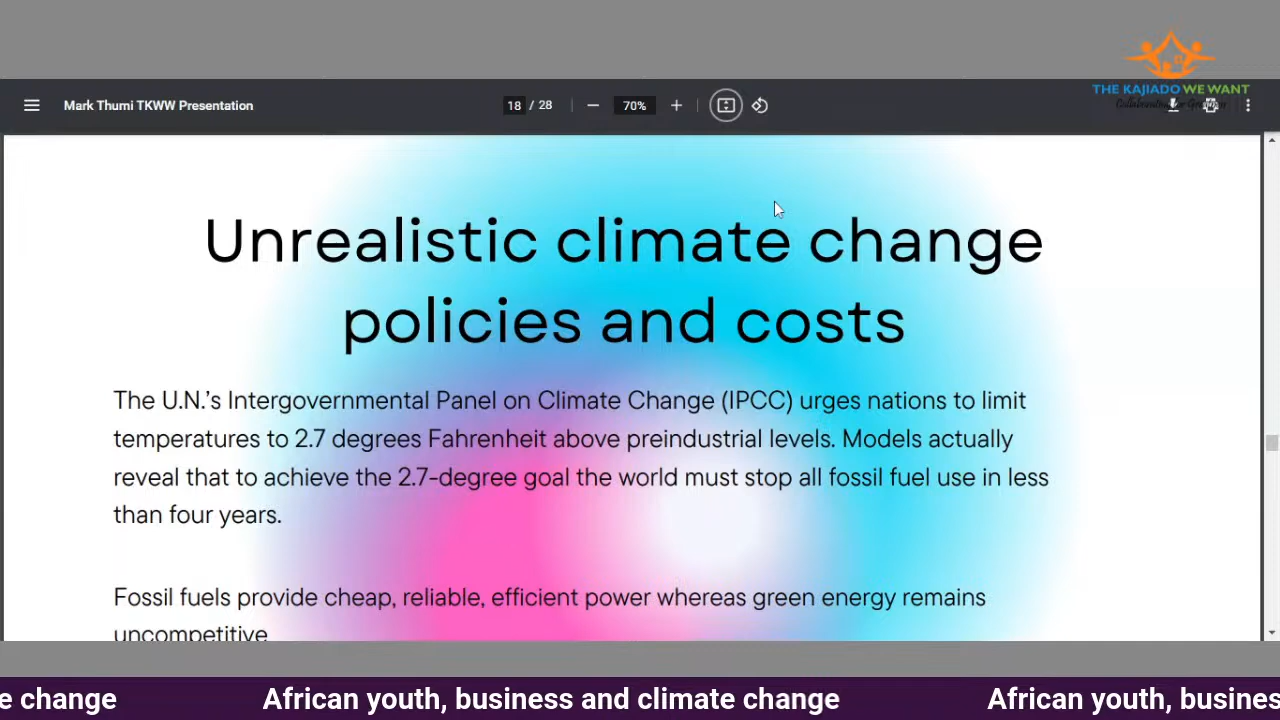 THE KAJIADO WE WANT
Mark Thumi TKWW Presentation
18 / 28
70%
Unrealistic climate change
policies and costs
The U.N.’s Intergovernmental Panel on Climate Change (IPCC) urges nations to limit
temperatures to 2.7 degrees Fahrenheit above preindustrial levels. Models actually
reveal that to achieve the 2.7-degree goal the world must stop all fossil fuel use in less
than four years.
Fossil fuels provide cheap, reliable, efficient power whereas green energy remains
uncompetitive
e change
African youth, business and climate change
African youth, busines